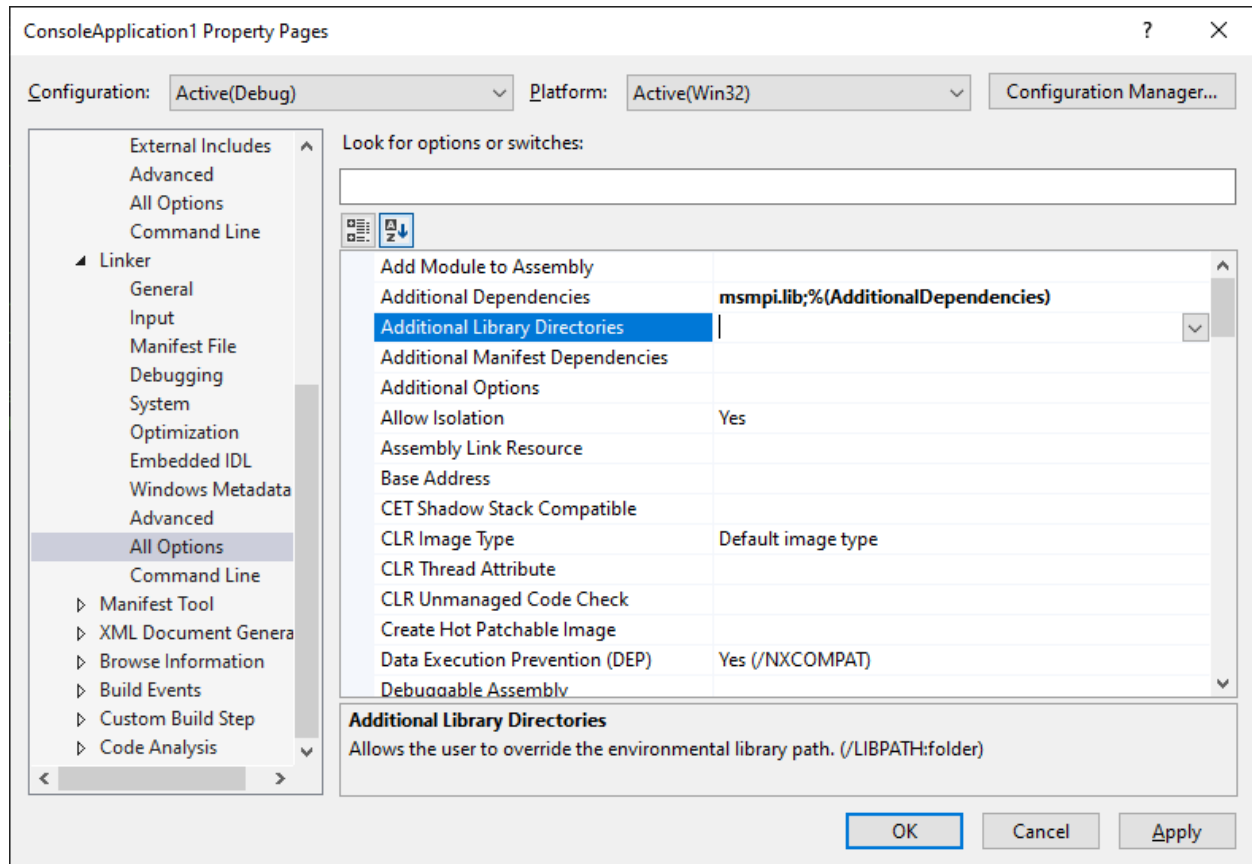 ConsoleApplication1 Property Pages
?
Configuration: Active(Debug) Platform: Active(Win32) Configuration Manager...
External Includes
Advanced
All Options
Command Line
Linker
General
Input
Manifest File
Debugging
System
Optimization
Embedded IDL
Windows Metadata
Advanced
All Options
Command Line
Manifest Tool
XML Document Genera
Browse Information
Build Events
Custom Build Step
Code Analysis
Look for options or switches:
Add Module to Assembly
Additional Dependencies msmpi.lib;%(AdditionalDependencies)
Additional Library Directories
Additional Manifest Dependencies
Additional Options
Allow Isolation Yes
Assembly Link Resource
Base Address
CET Shadow Stack Compatible
CLR Image Type Default image type
CLR Thread Attribute
CLR Unmanaged Code Check
Create Hot Patchable Image
Data Execution Prevention (DEP) Yes (/NXCOMPAT)
Debuggable Assembly
Additional Library Directories
Allows the user to override the environmental library path. (/LIBPATH:folder)
OK Cancel Apply